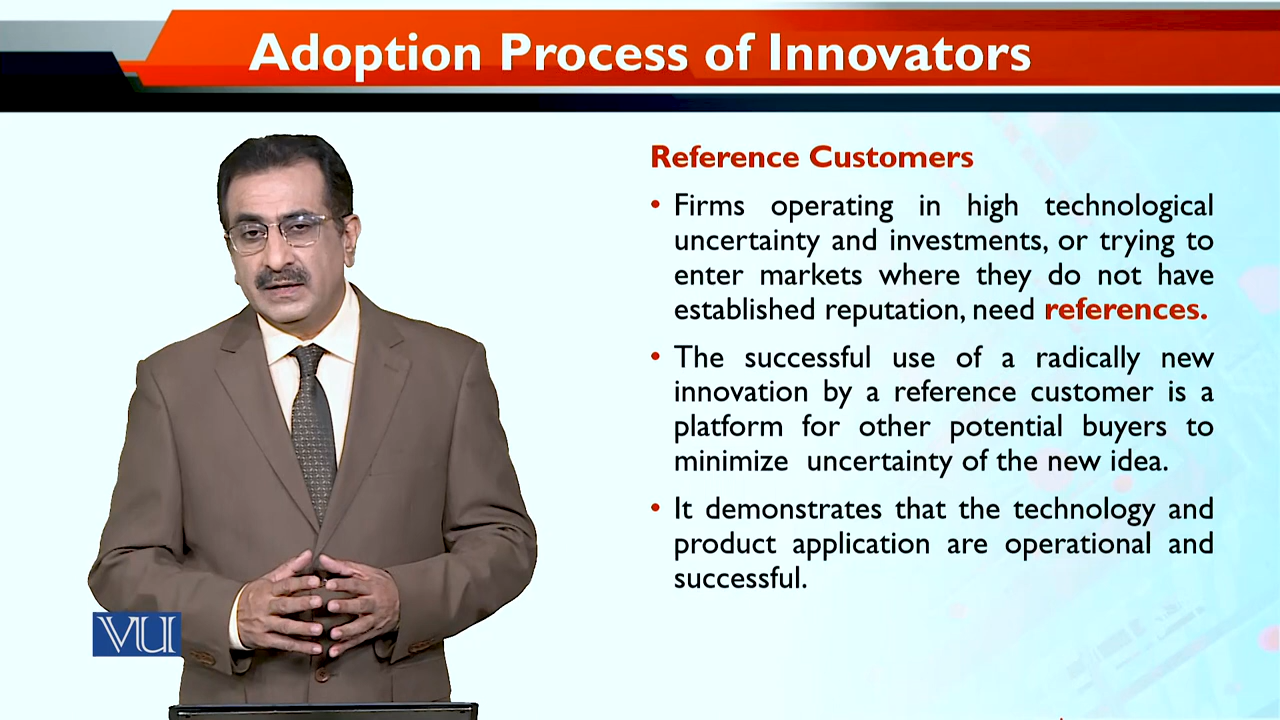 Adoption Process of Innovators
Reference Customers
• Firms operating in high technological
uncertainty and investments, or trying to
enter markets where they do not have
established reputation, need references.
• The successful use of a radically new
innovation by a reference customer is a
platform for other potential buyers to
minimize uncertainty of the new idea.
• It demonstrates that the technology and
product application are operational and
successful.
VU